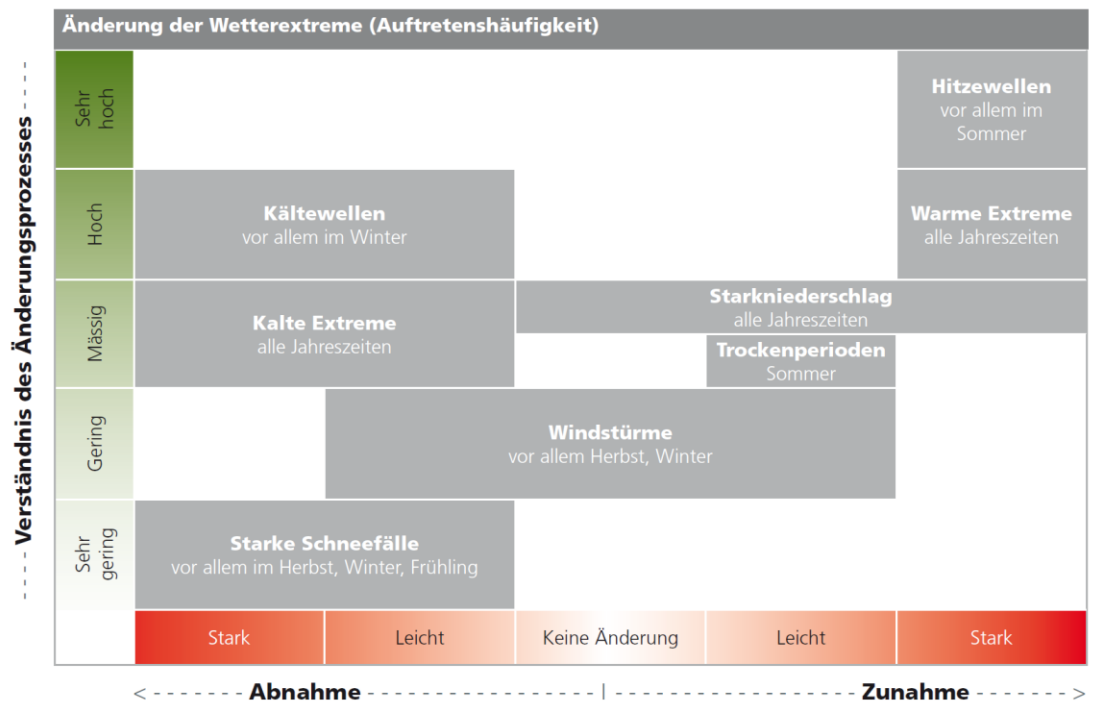 Änderung der Wetterextreme (Auftretenshäufigkeit)
Verständnis des Änderungsprozesses
Sehr
hoch
Hitzewellen
vor allem im
Sommer
Hoch
Kältewellen
vor allem im Winter
Warme Extreme
alle Jahreszeiten
Mässig
Kalte Extreme
alle Jahreszeiten
Starkniederschlag
alle Jahreszeiten
Trockenperioden
Sommer
Gering
Windstürme
vor allem Herbst, Winter
Sehr
gering
Starke Schneefälle
vor allem im Herbst, Winter, Frühling
Stark
Leicht
Keine Änderung
Leicht
Stark
Abnahme
Zunahme